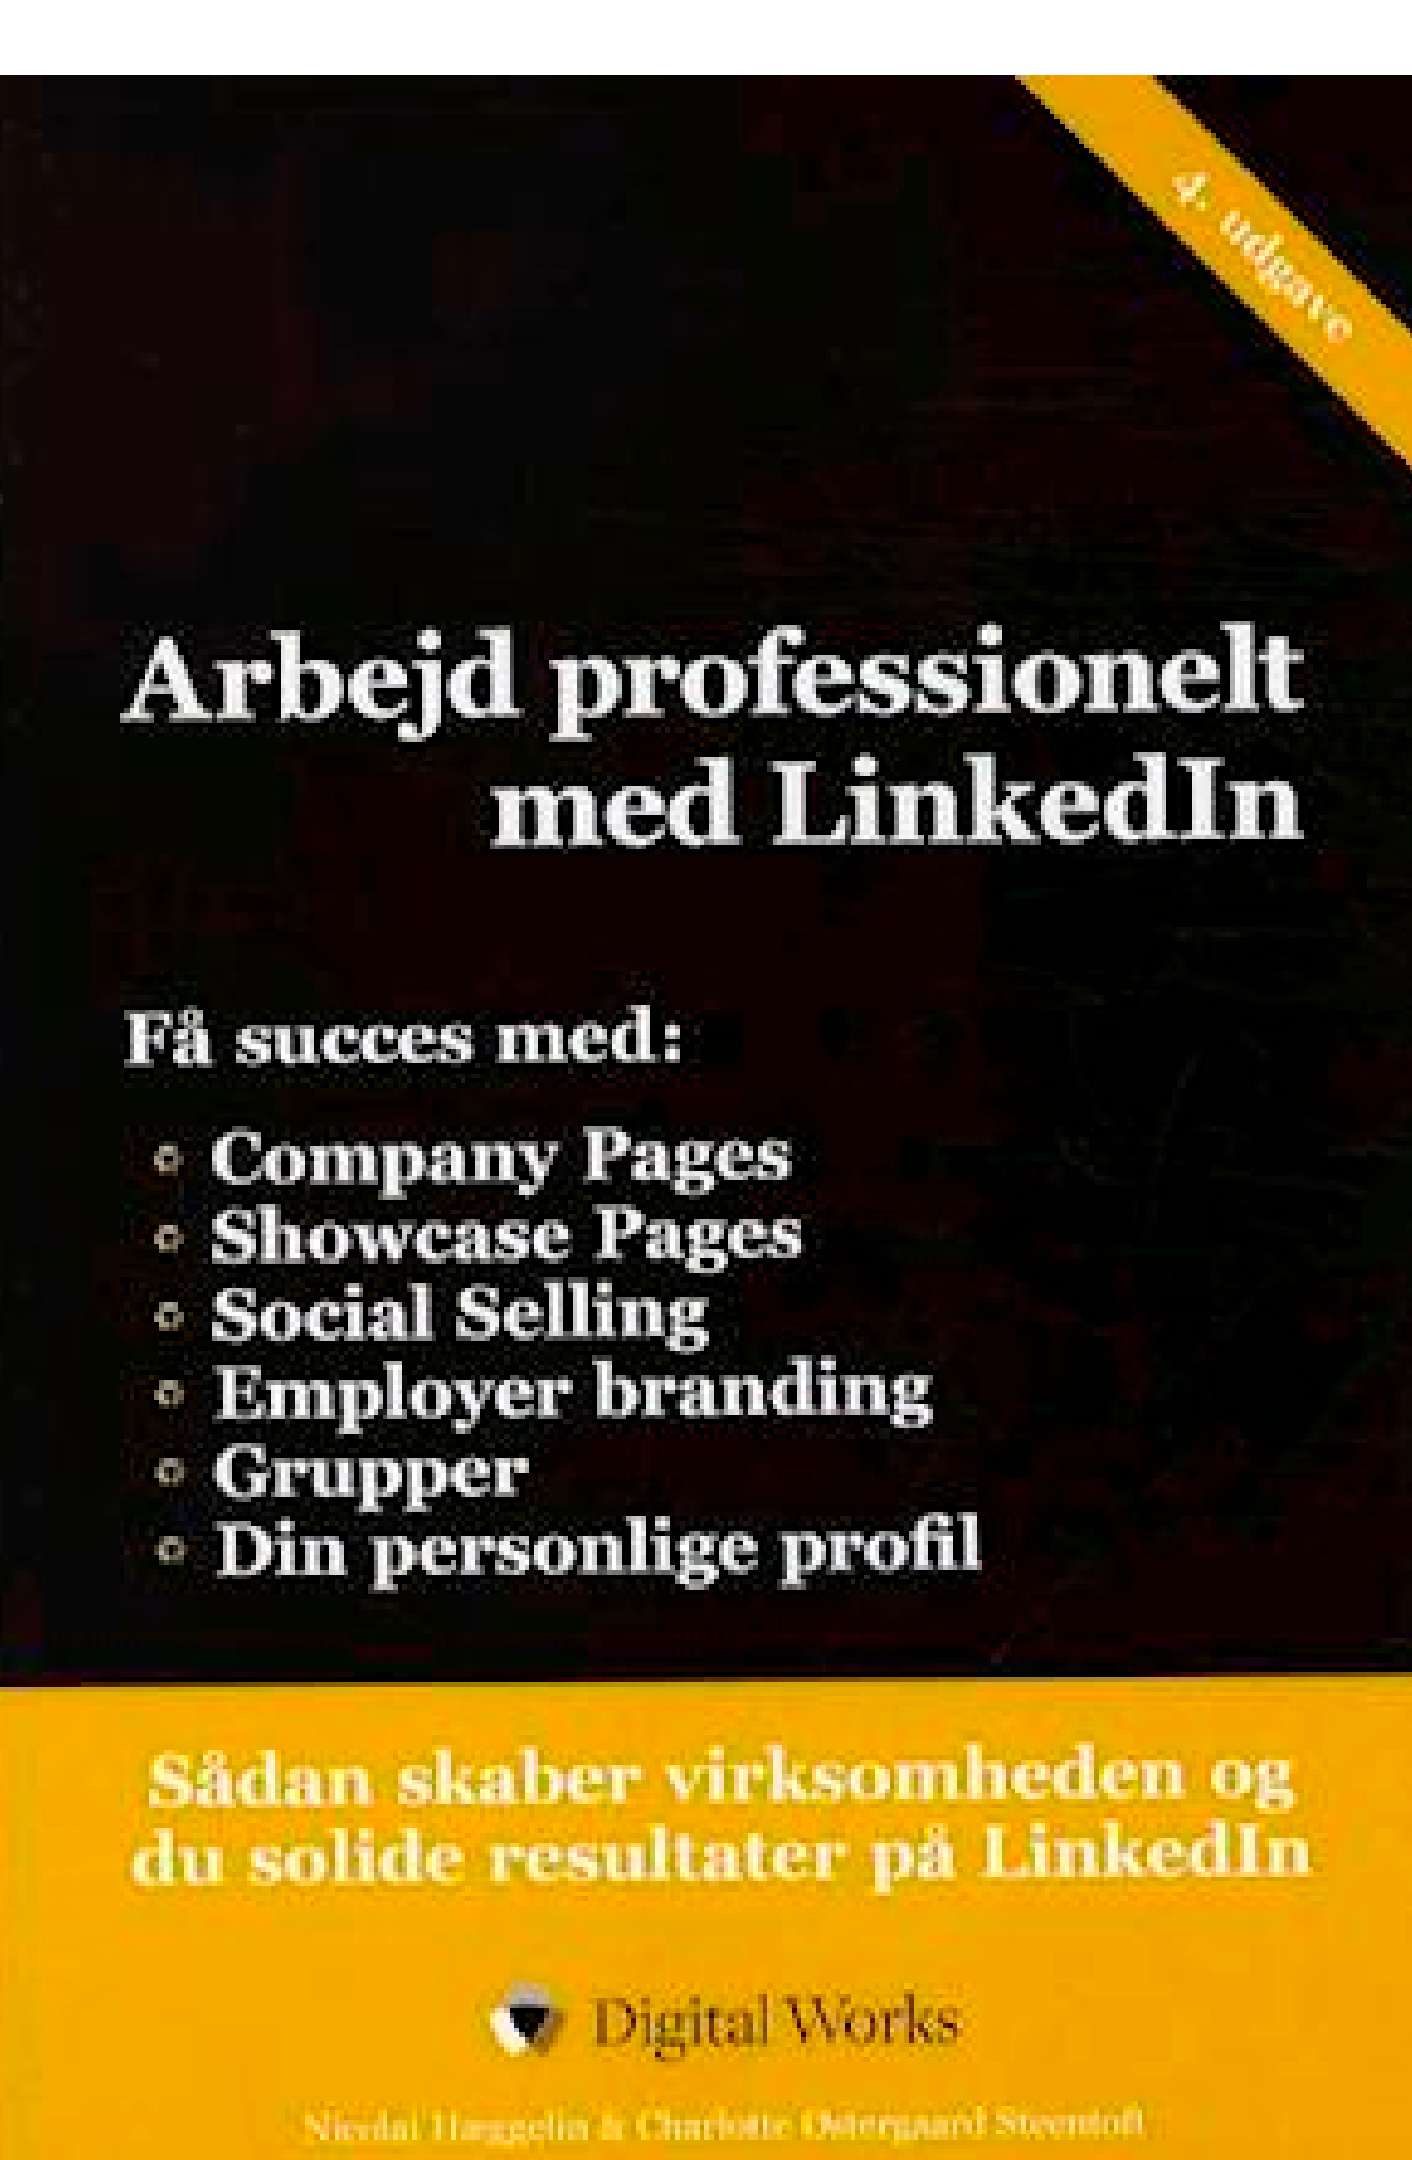 4. udgave
Arbejd professionelt
med LinkedIn
Få succes med:
Company Pages
Showcase Pages
Social Selling
Employer branding
Grupper
Din personlige profil
Sådan skaber virksomheden og
du solide resultater på LinkedIn
Digital Works
Nicolai Hæggelin & Charlotte Østergaard Steentoft